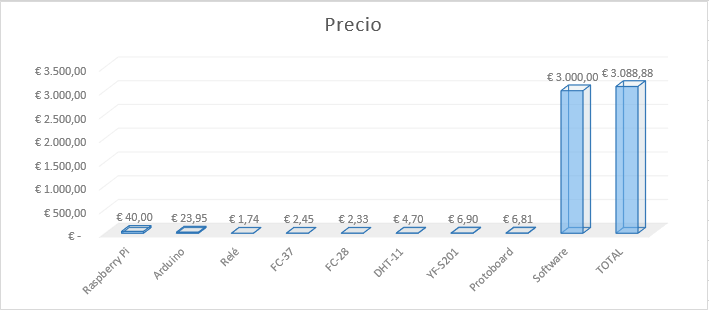 Precio
€ 3.500,00
€ 3.000,00
€ 2.500,00
€ 2.000,00
€ 1.500,00
€ 1.000,00
€ 500,00
€ -
€ 40,00
€ 23,95
€ 1,74
€ 2,45
€ 2,33
€ 4,70
€ 6,90
€ 6,81
€ 3.000,00
€ 3.088,88
Raspberry Pi
Arduino
Relé
FC-37
FC-28
DHT-11
YF-S201
Protoboard
Software
TOTAL